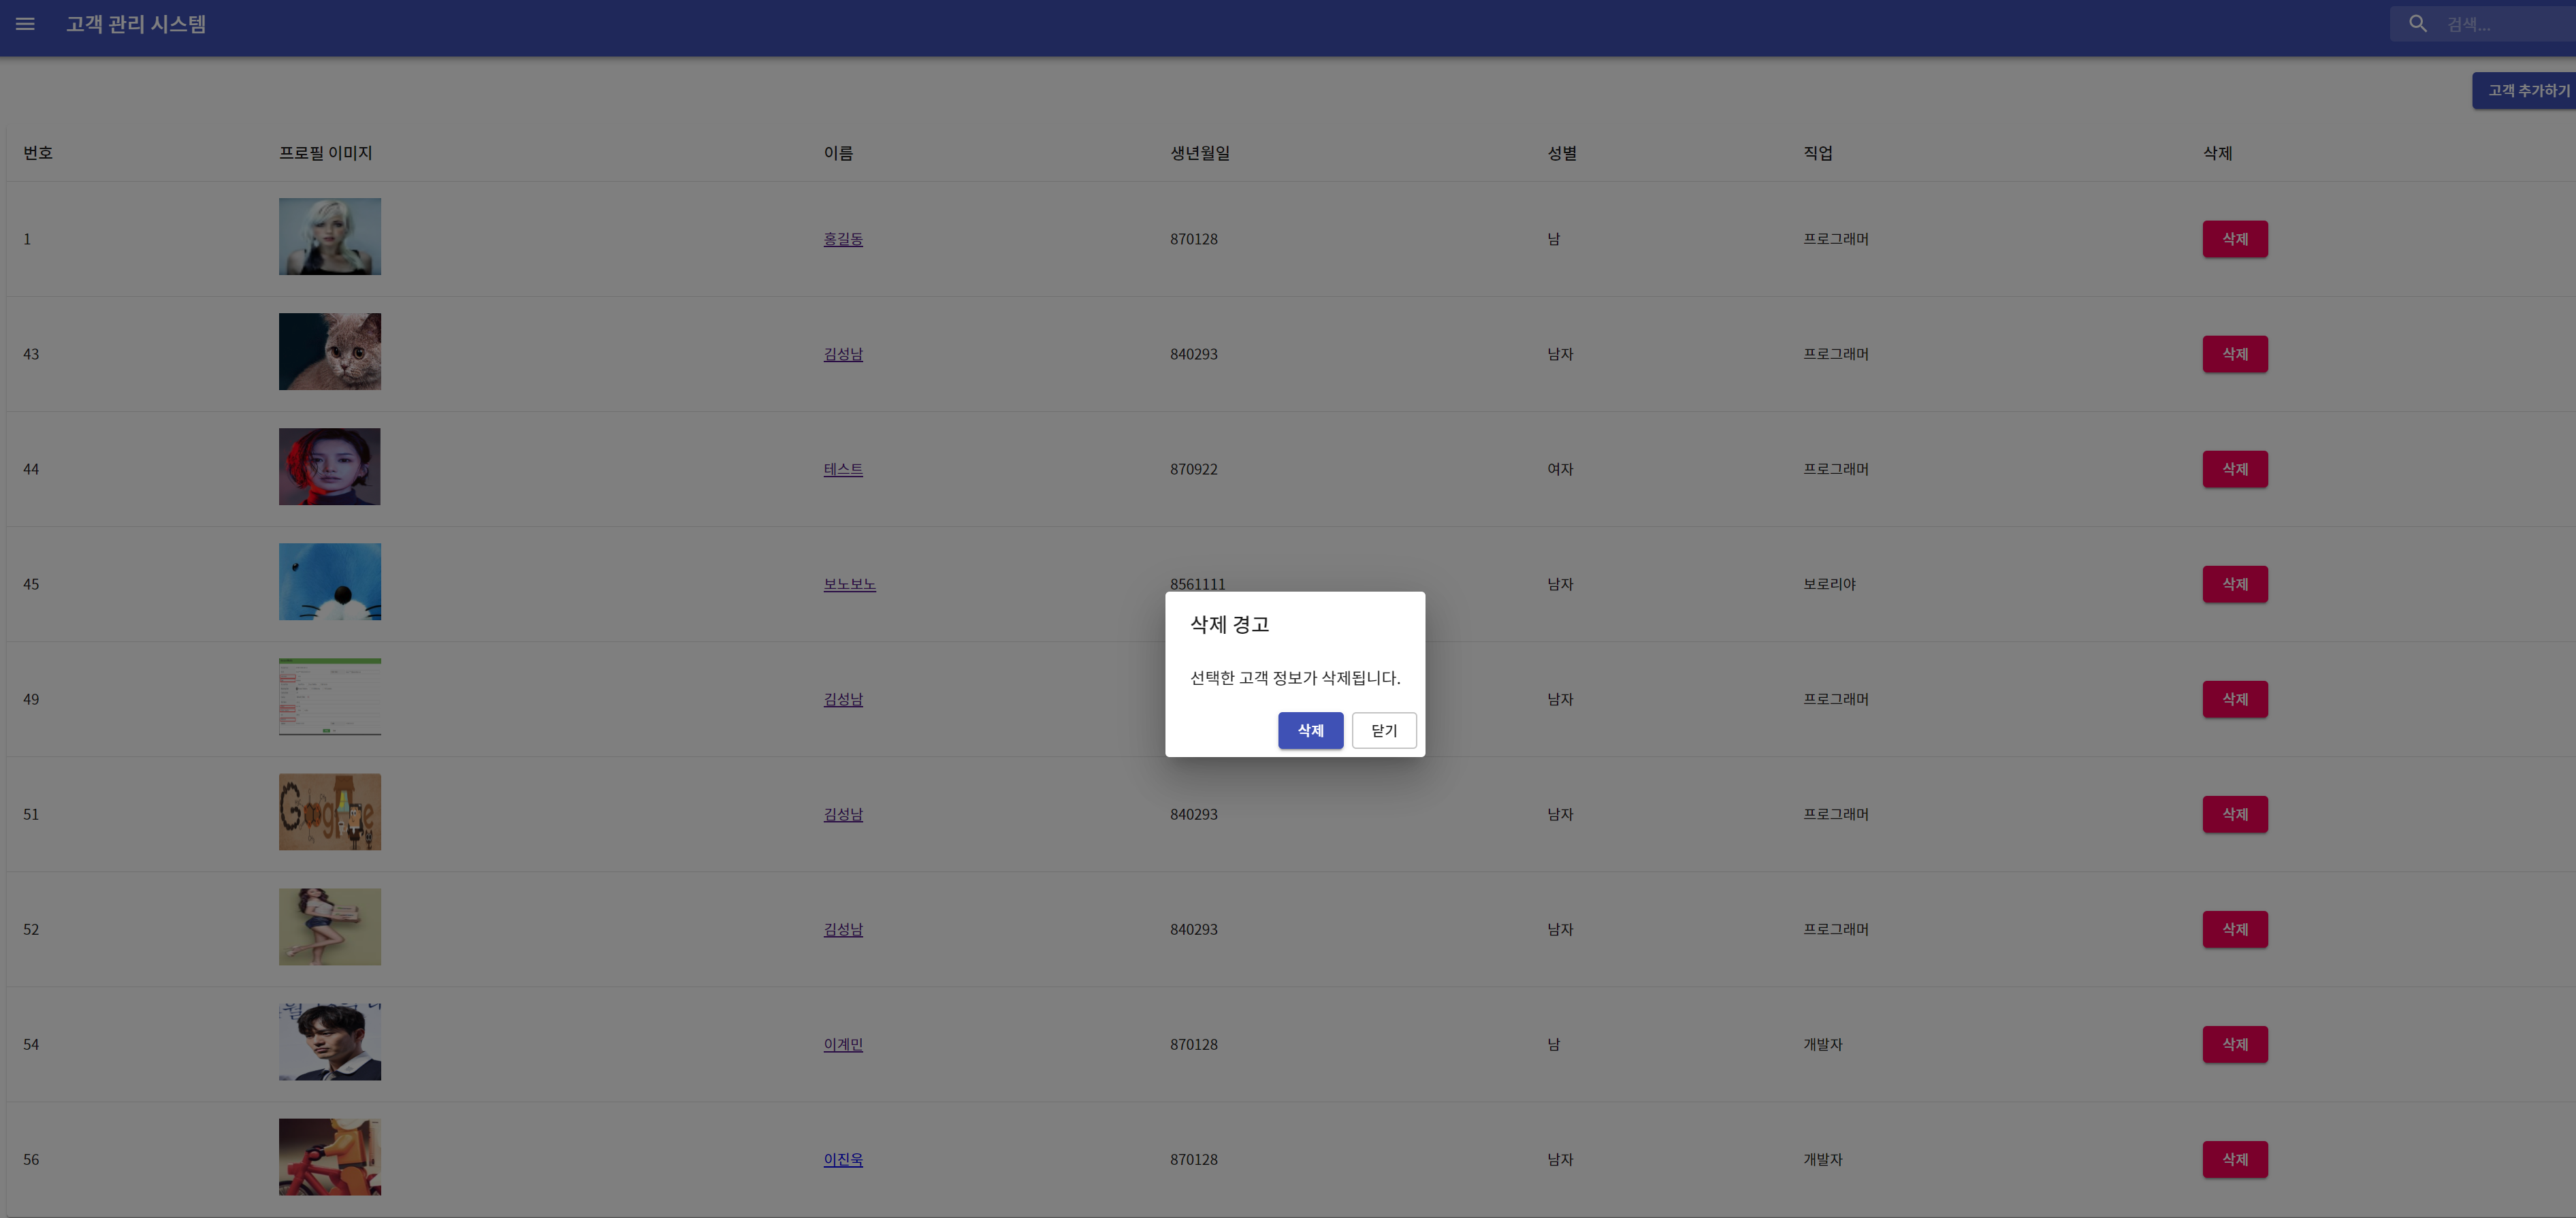 고객 관리 시스템
검색...
고객 추가하기
번호 프로필 이미지 이름 생년월일 성별 직업 삭제
1 홍길동 870128 남 프로그래머 삭제
43 김성남 840293 남자 프로그래머 삭제
44 테스트 870922 여자 프로그래머 삭제
45 보노보노 8561111 남자 보로리야 삭제
삭제 경고
선택한 고객 정보가 삭제됩니다.
삭제 닫기
49 김성남 남자 프로그래머 삭제
51 Google 김성남 840293 남자 프로그래머 삭제
52 김성남 840293 남자 프로그래머 삭제
54 이계민 870128 남 개발자 삭제
56 이진욱 870128 남자 개발자 삭제